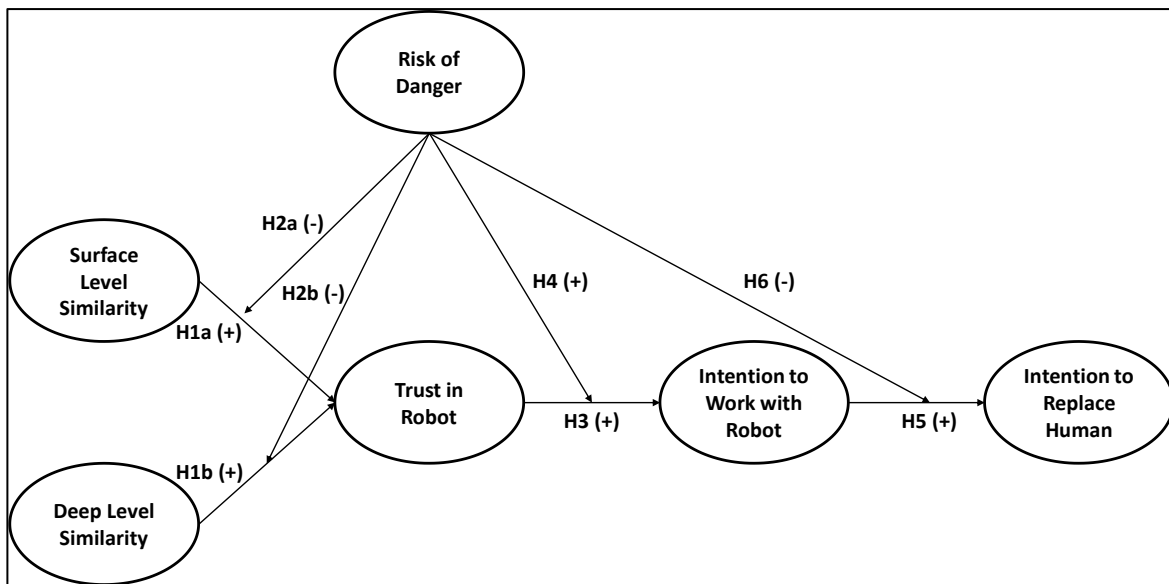 Risk of
Danger
H2a (-)
Surface
Level
Similarity
H2b (-)
H4 (+)
H6 (-)
H1a (+)
Trust in
Robot
H3 (+)
Intention to
Work with
Robot
H5 (+)
Intention to
Replace
Human
H1b (+)
Deep Level
Similarity